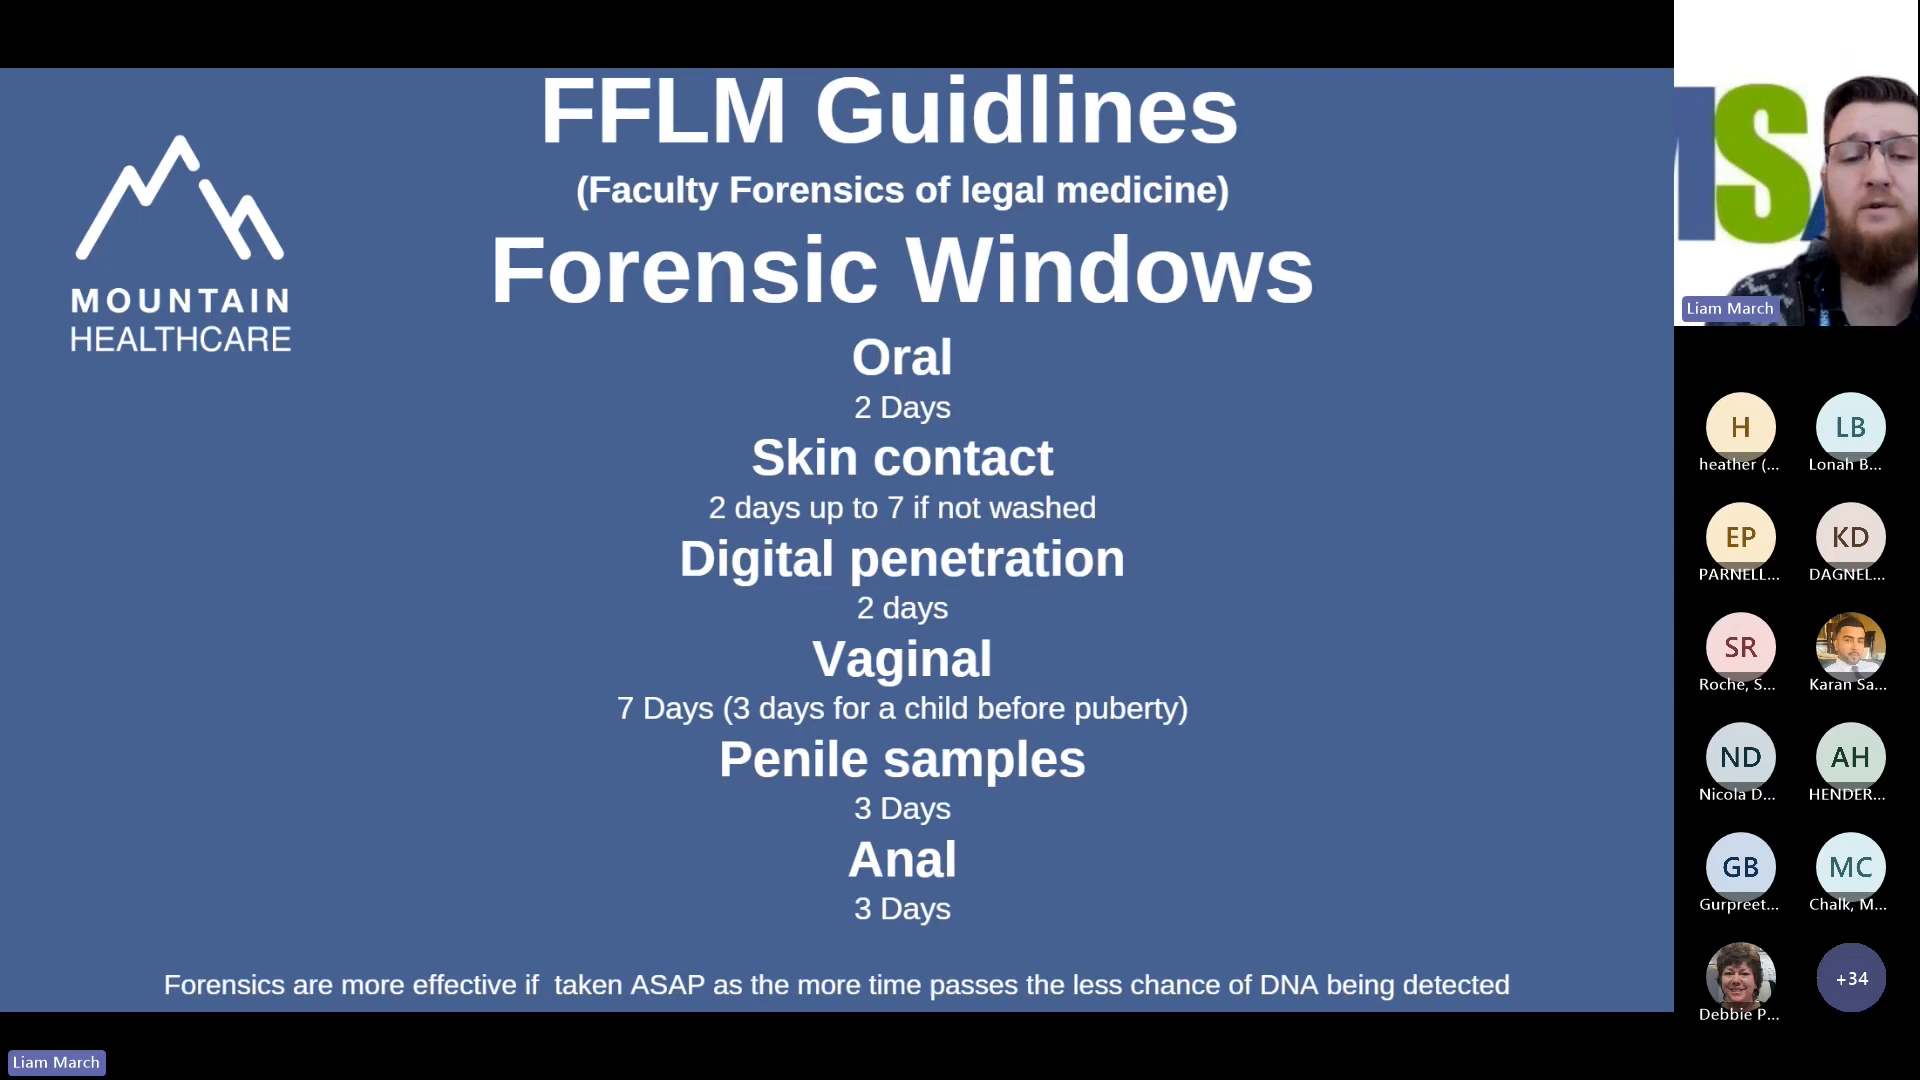 FFLM Guidlines
(Faculty Forensics of legal medicine)
Forensic Windows
MOUNTAIN
HEALTHCARE
Oral
2 Days
Skin contact
2 days up to 7 if not washed
Digital penetration
2 days
Vaginal
7 Days (3 days for a child before puberty)
Penile samples
3 Days
Anal
3 Days
Forensics are more effective if  taken ASAP as the more time passes the less chance of DNA being detected
Liam March
S
Liam March
H
heather (...
LB
Lonah B...
EP
PARNELL...
KD
DAGNEL...
SR
Roche, S...
Karan Sa...
ND
Nicola D...
AH
HENDER...
GB
Gurpreet...
MC
Chalk, M...
Debbie P...
+34